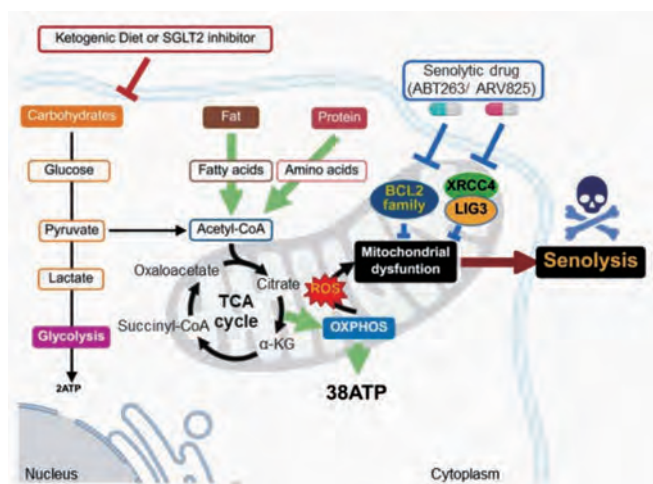 Ketogenic Diet or SGLT2 inhibitor
Senolytic drug
(ABT263/ ARV825)
Carbohydrates
Fat
Protein
Glucose
Fatty acids
Amino acids
BCL2
family
XRCC4
LIG3
Pyruvate
Acetyl-CoA
Mitochondrial
dysfuntion
Senolysis
Lactate
Oxaloacetate
Citrate
ROS
TCA
cycle
Glycolysis
Succinyl-CoA
α-KG
OXPHOS
2ATP
38ATP
Nucleus
Cytoplasm